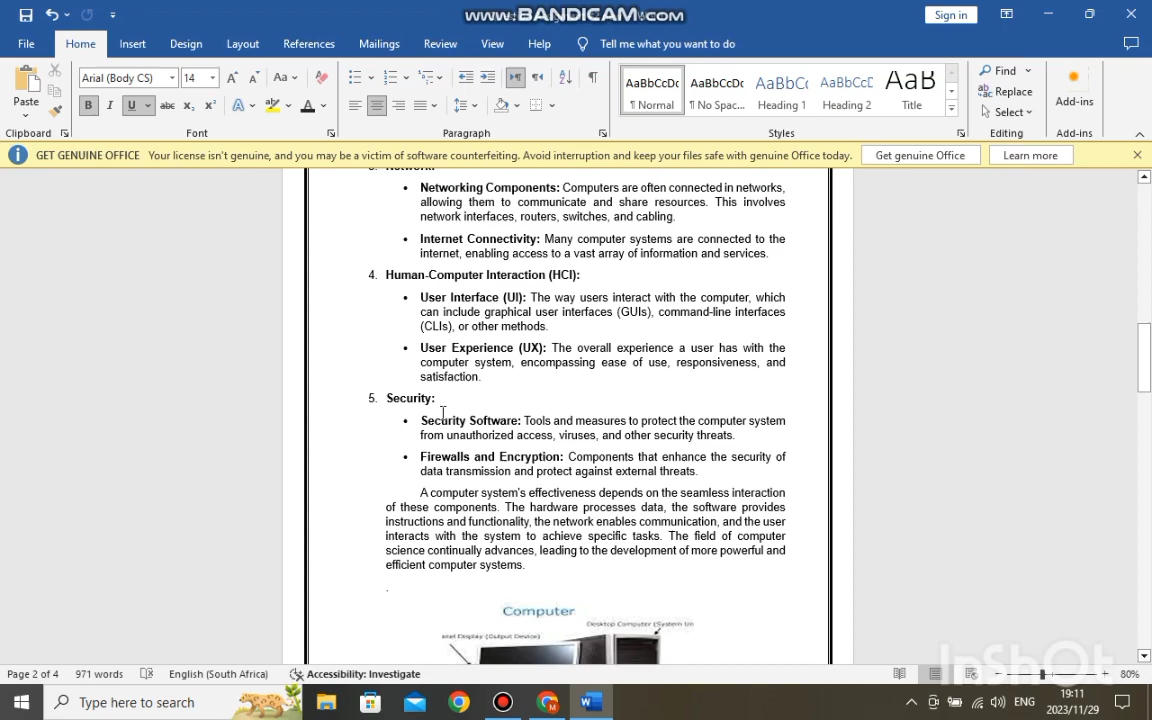 www.BANDICAM.com
Sign in
File Home Insert Design Layout References Mailings Review View Help Tell me what you want to do
Paste
Arial (Body CS) 14 A A Aa
B I U abc x₂ x² A A
AaBbCcDc AaBbCcDc AaBbCc AaBbCcD AaB
¶ Normal ¶ No Spac... Heading 1 Heading 2 Title
Find
Replace
Select
Add-ins
Clipboard Font Paragraph Styles Editing Add-ins
GET GENUINE OFFICE Your license isn't genuine, and you may be a victim of software counterfeiting. Avoid interruption and keep your files safe with genuine Office today. Get genuine Office Learn more
• Networking Components: Computers are often connected in networks,
allowing them to communicate and share resources. This involves
network interfaces, routers, switches, and cabling.
• Internet Connectivity: Many computer systems are connected to the
internet, enabling access to a vast array of information and services.
4. Human-Computer Interaction (HCI):
• User Interface (UI): The way users interact with the computer, which
can include graphical user interfaces (GUIs), command-line interfaces
(CLIs), or other methods.
• User Experience (UX): The overall experience a user has with the
computer system, encompassing ease of use, responsiveness, and
satisfaction.
5. Security:
• Security Software: Tools and measures to protect the computer system
from unauthorized access, viruses, and other security threats.
• Firewalls and Encryption: Components that enhance the security of
data transmission and protect against external threats.
A computer system's effectiveness depends on the seamless interaction
of these components. The hardware processes data, the software provides
instructions and functionality, the network enables communication, and the user
interacts with the system to achieve specific tasks. The field of computer
science continually advances, leading to the development of more powerful and
efficient computer systems.
.
Computer
Desktop Computer (System Un
anel Display (Output Device)
InShOt
Page 2 of 4 971 words English (South Africa) Accessibility: Investigate 80%
Type here to search
ENG
19:11
2023/11/29